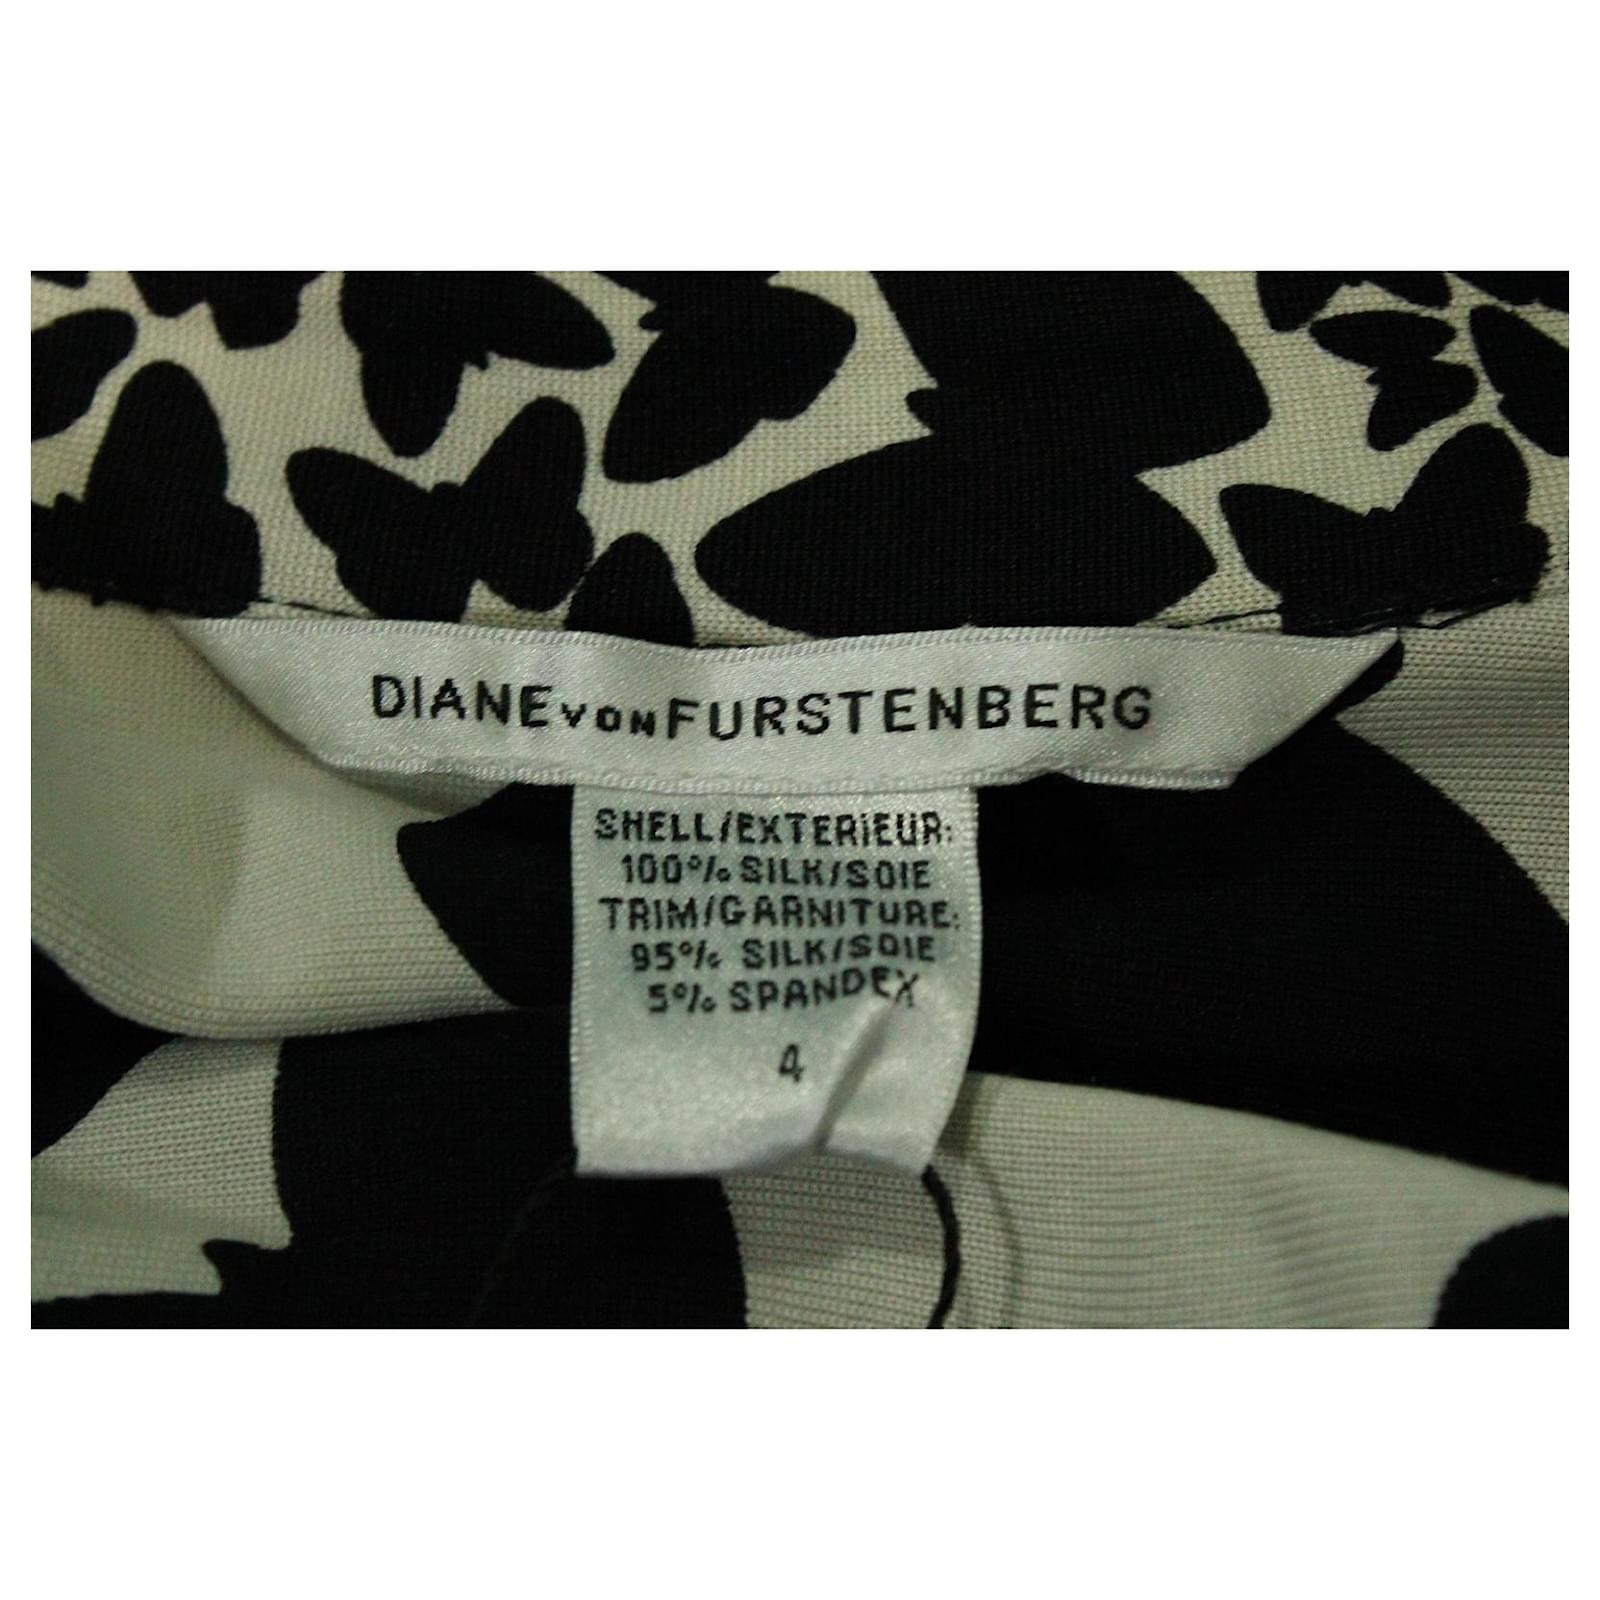 DIANE VON FURSTENBERG
SHELL/EXTERIEUR:
100% SILK/SOIE
TRIM/GARNITURE:
95% SILK/SOIE
5% SPANDEX
4